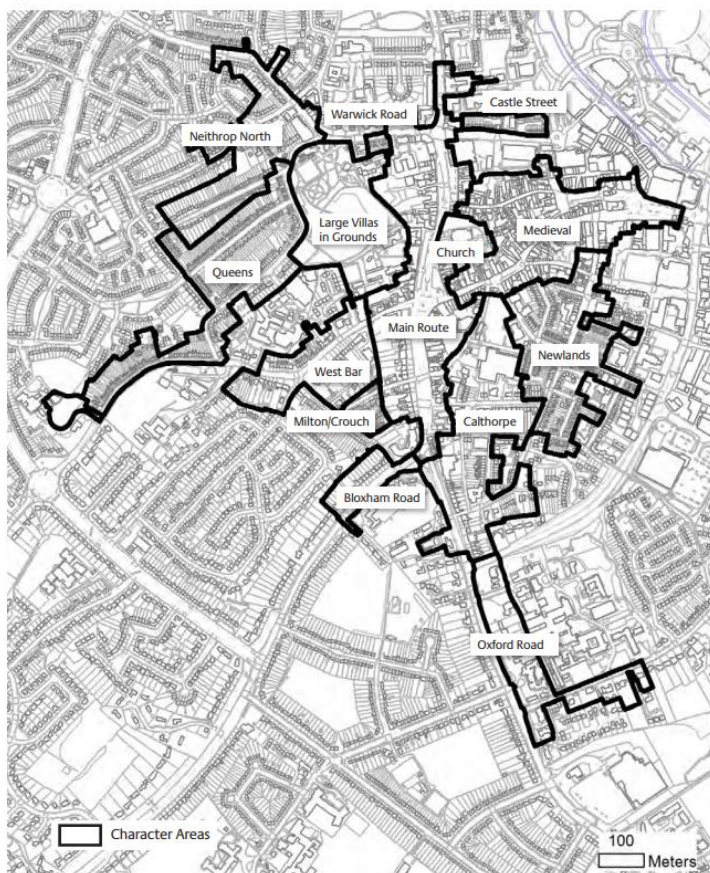 Castle Street
Warwick Road
Neithrop North
Large Villas
in Grounds
Medieval
Church
Queens
Main Route
Newlands
West Bar
Milton/Crouch
Calthorpe
Bloxham Road
Oxford Road
Character Areas
100
Meters